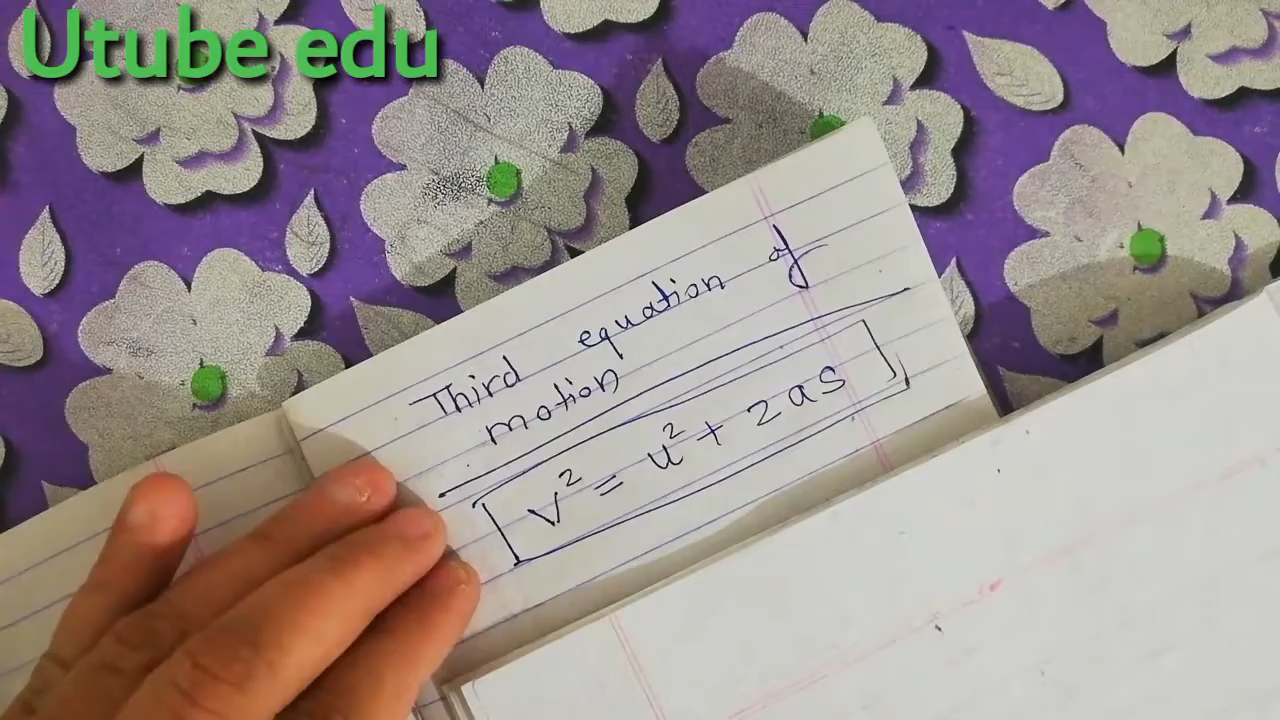 Utube edu
Third equation of
motion
v² = u² + 2as